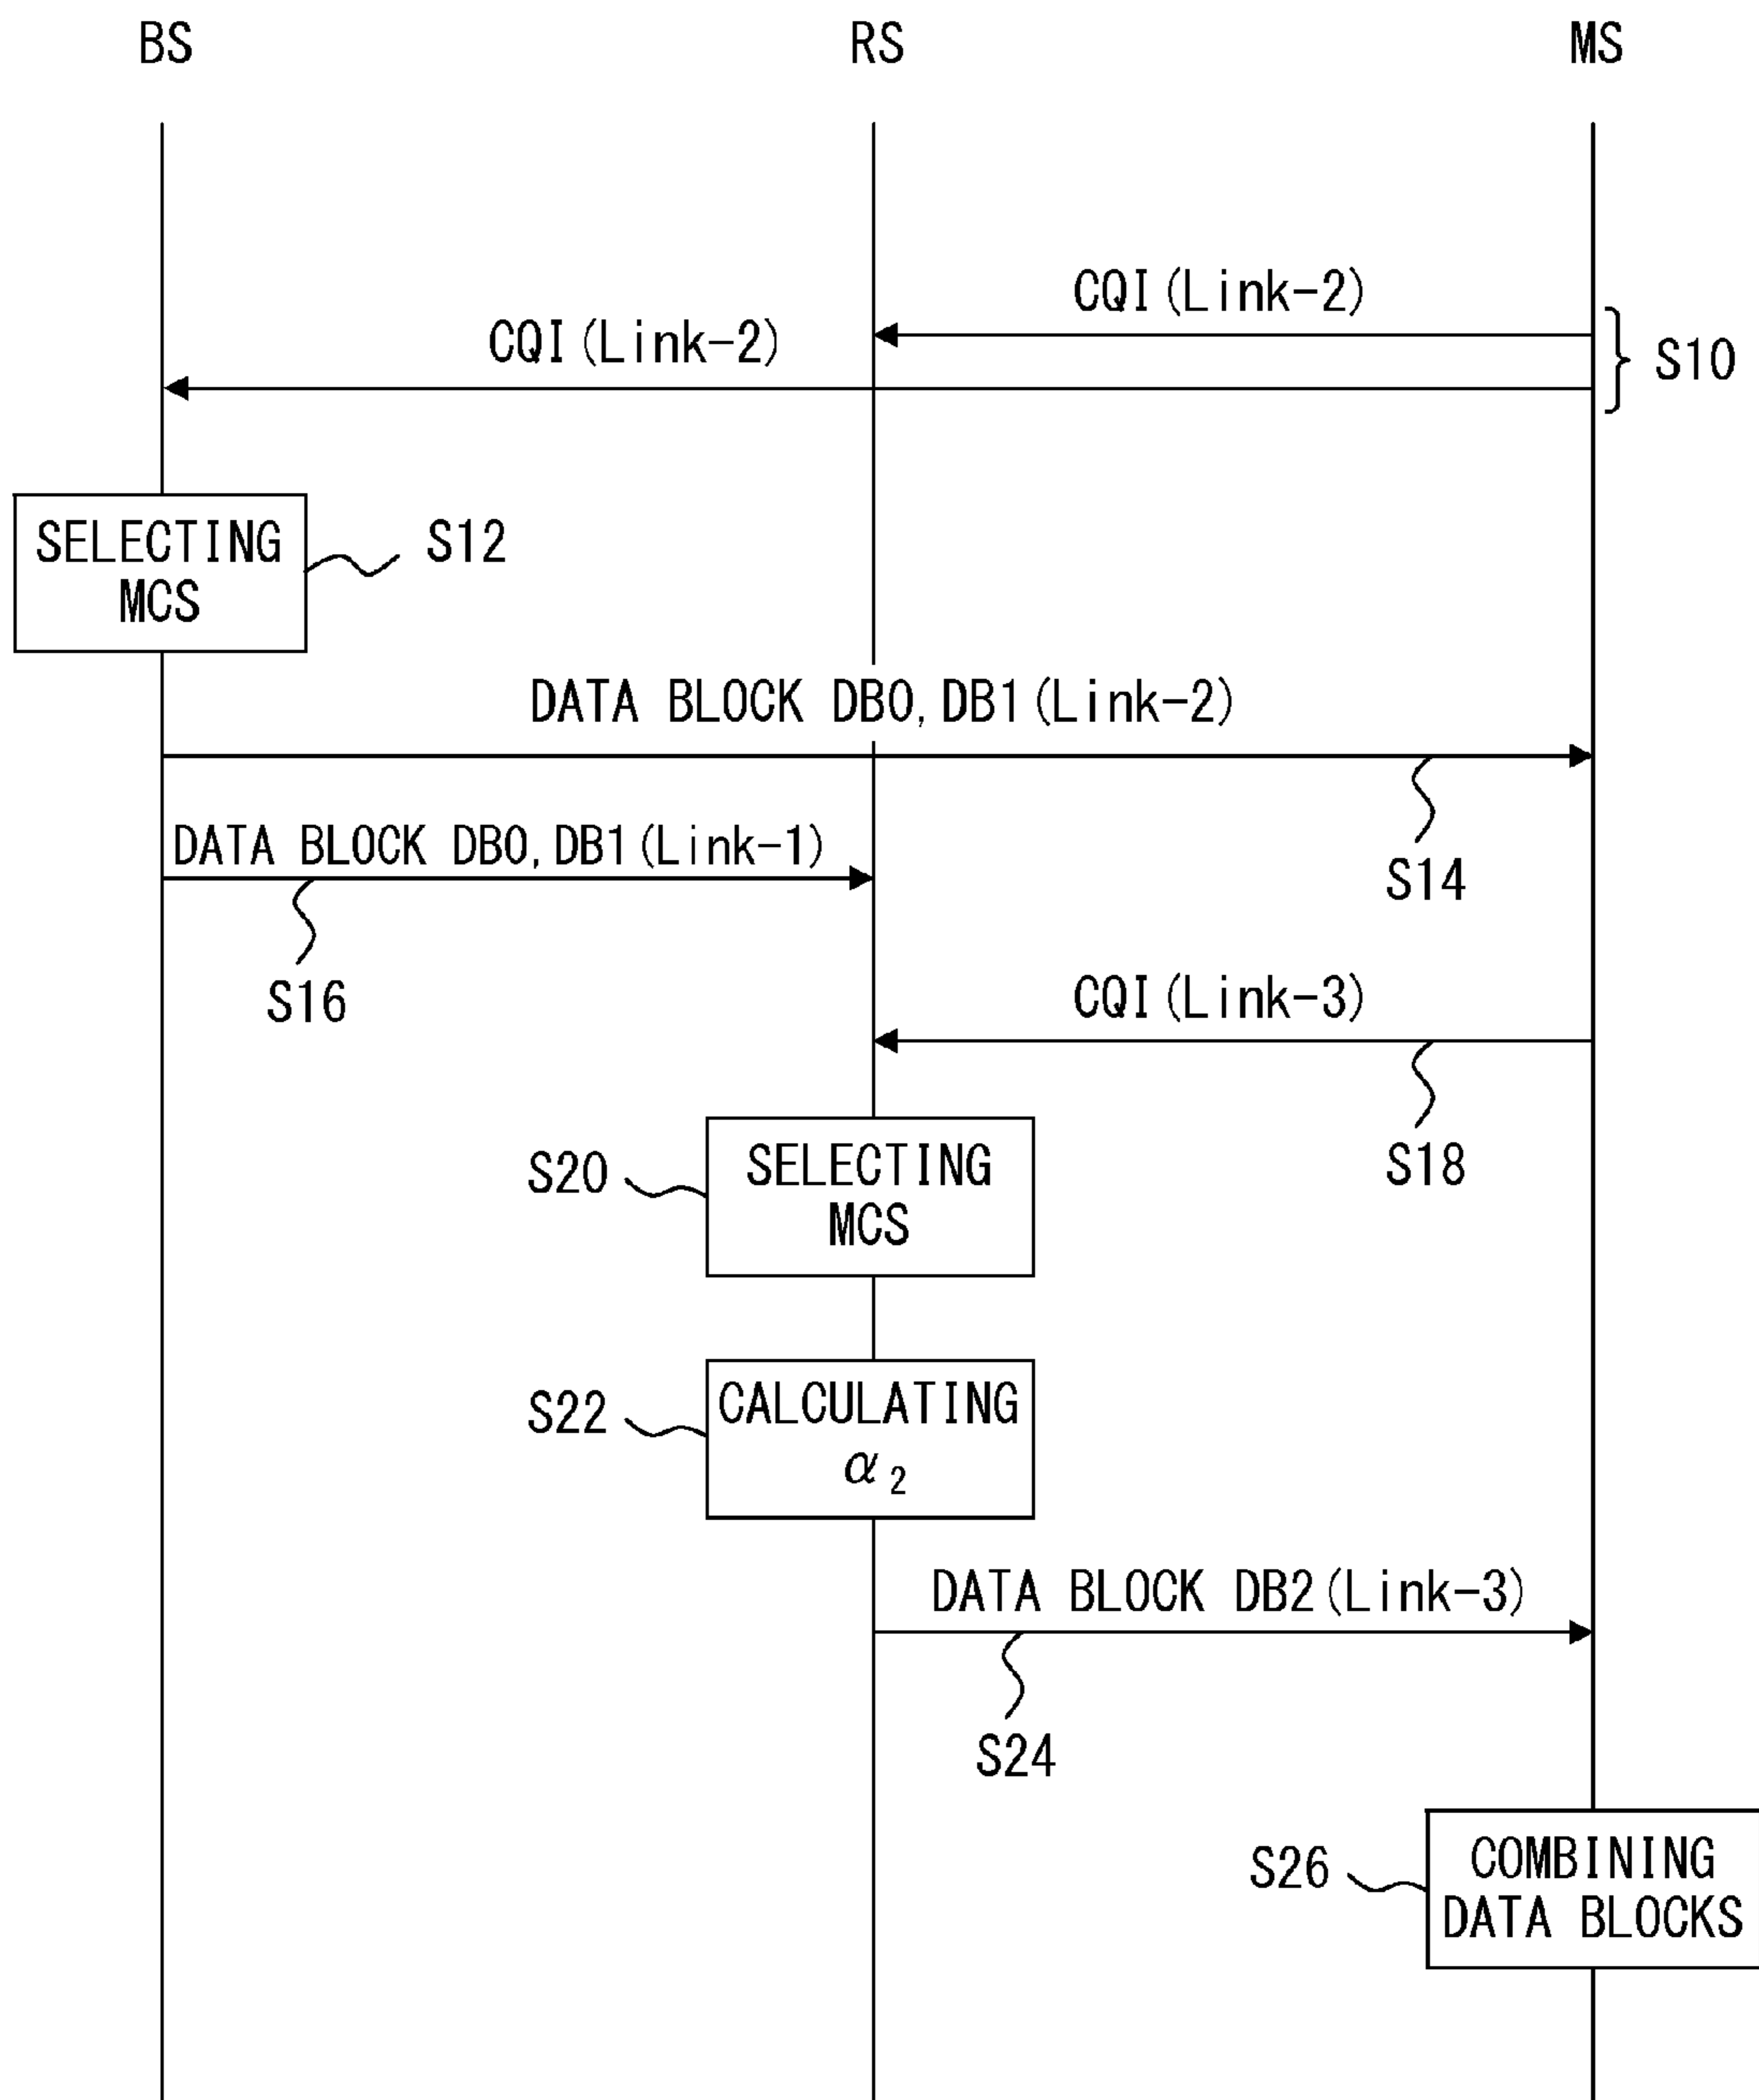 BS
RS
MS
CQI(Link-2)
CQI(Link-2)
S10
SELECTING
MCS
S12
DATA BLOCK DB0,DB1(Link-2)
S14
DATA BLOCK DB0,DB1(Link-1)
S16
CQI(Link-3)
S18
S20
SELECTING
MCS
S22
CALCULATING
α2
DATA BLOCK DB2(Link-3)
S24
S26
COMBINING
DATA BLOCKS